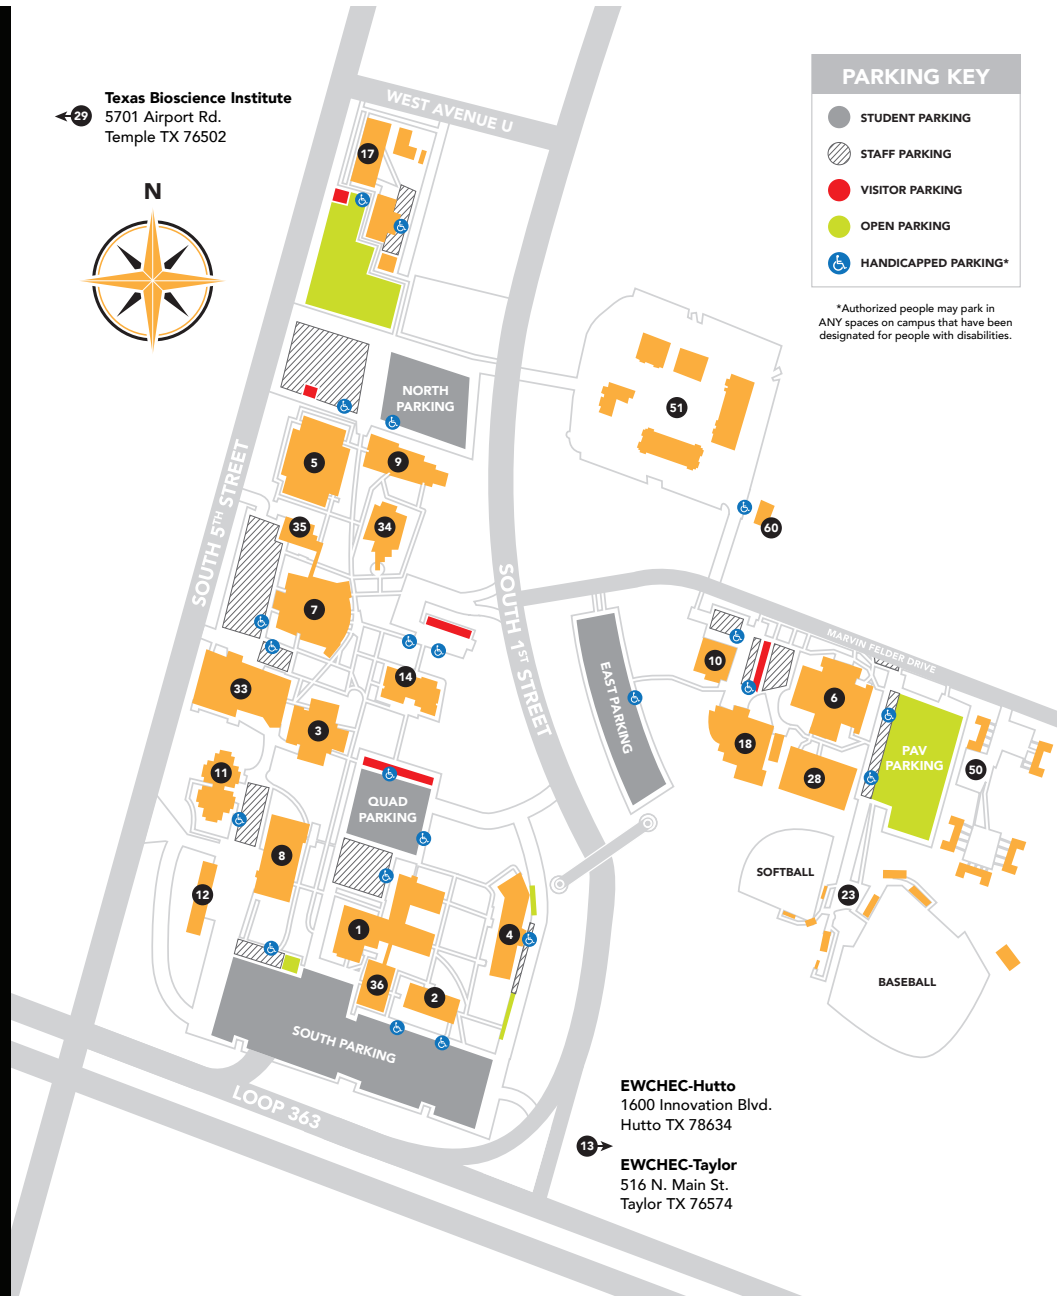 WEST AVENUE U
PARKING KEY
STUDENT PARKING
STAFF PARKING
VISITOR PARKING
OPEN PARKING
HANDICAPPED PARKING*
*Authorized people may park in
ANY spaces on campus that have been
designated for people with disabilities.
29
Texas Bioscience Institute
5701 Airport Rd.
Temple TX 76502
N
17
NORTH
PARKING
51
5
9
60
SOUTH 5TH STREET
35
34
7
SOUTH 1ST STREET
MARVIN FELDER DRIVE
10
14
33
3
EAST PARKING
6
18
28
PAV
PARKING
50
11
QUAD
PARKING
8
12
SOFTBALL
23
1
4
36
2
BASEBALL
SOUTH PARKING
LOOP 363
EWCHEC-Hutto
1600 Innovation Blvd.
Hutto TX 78634
13
EWCHEC-Taylor
516 N. Main St.
Taylor TX 76574